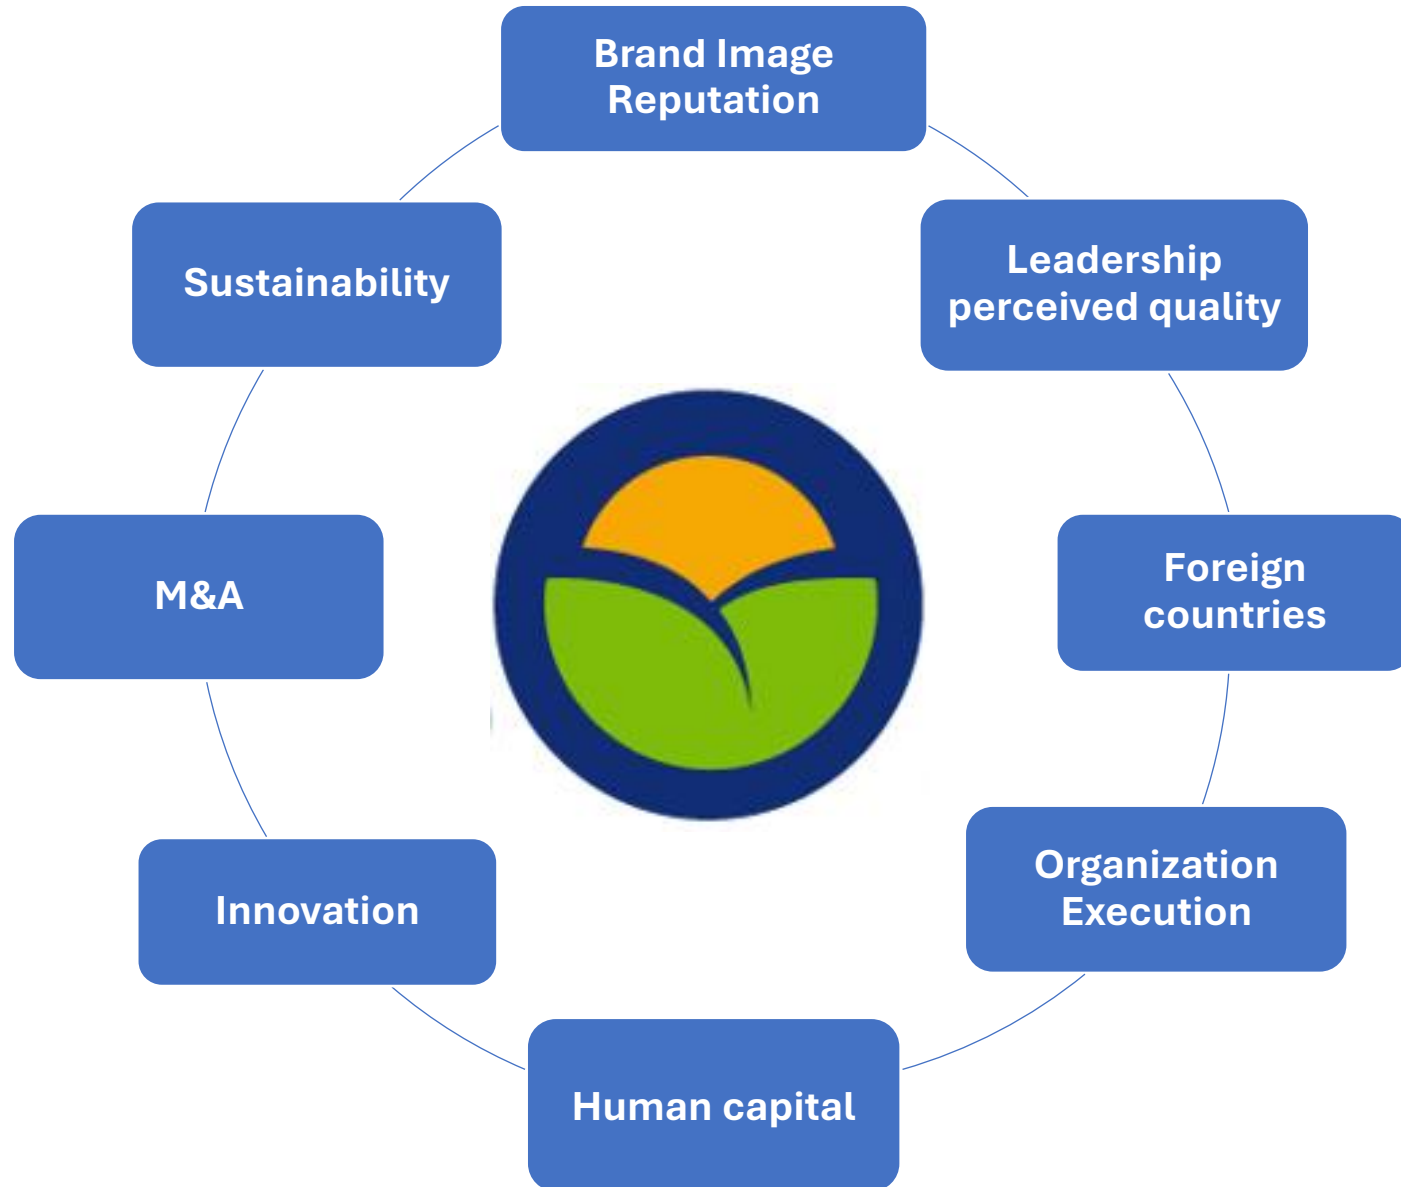 Brand Image
Reputation
Leadership
perceived quality
Foreign
countries
Organization
Execution
Human capital
Innovation
M&A
Sustainability